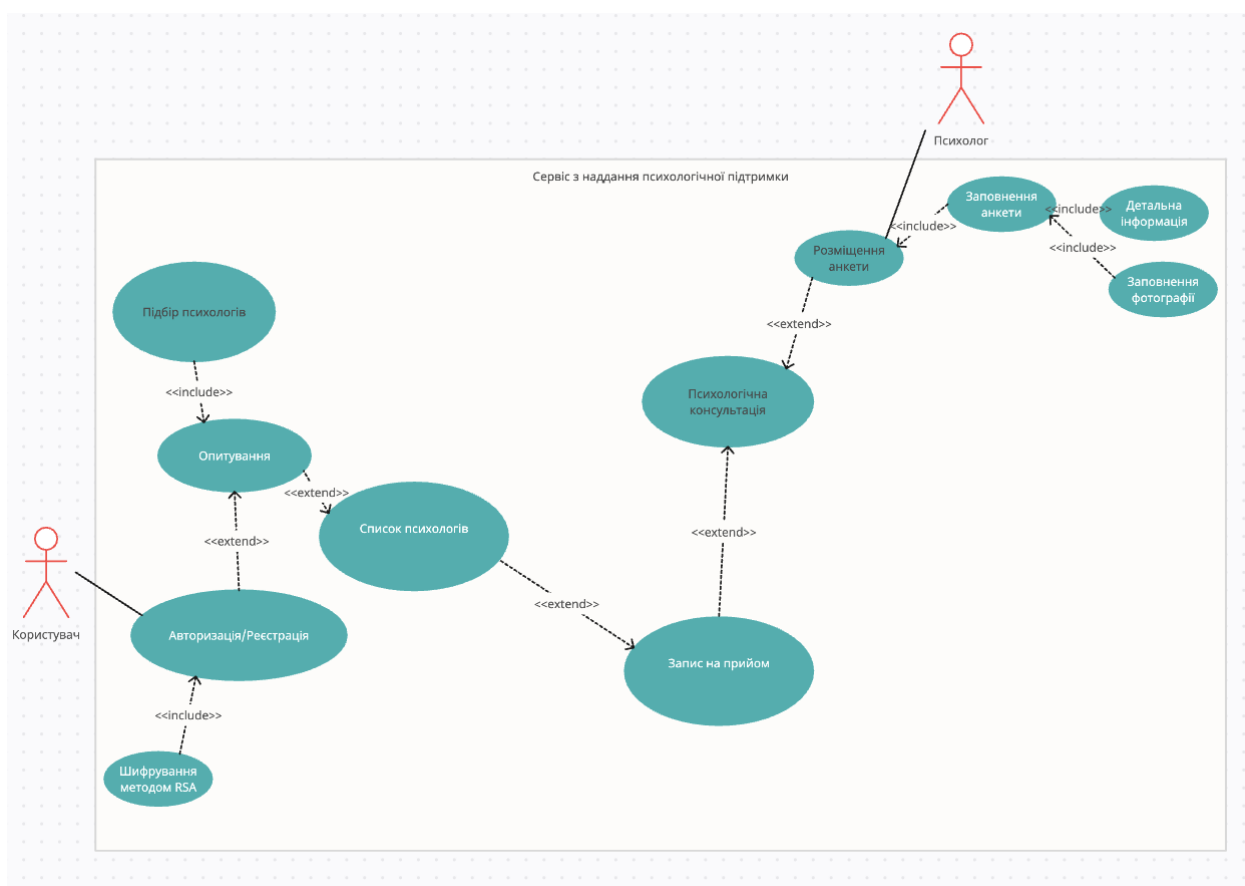 Психолог
Сервіс з наддання психологічної підтримки
Заповнення
анкети
<<include>>
Детальна
інформація
<<include>>
<<include>>
Розміщення
анкети
Заповнення
фотографії
Підбір психологів
<<extend>>
<<include>>
Психологічна
консультація
Опитування
<<extend>>
Список психологів
<<extend>>
<<extend>>
<<extend>>
Користувач
Авторизація/Реєстрація
Запис на прийом
<<include>>
Шифрування
методом RSA